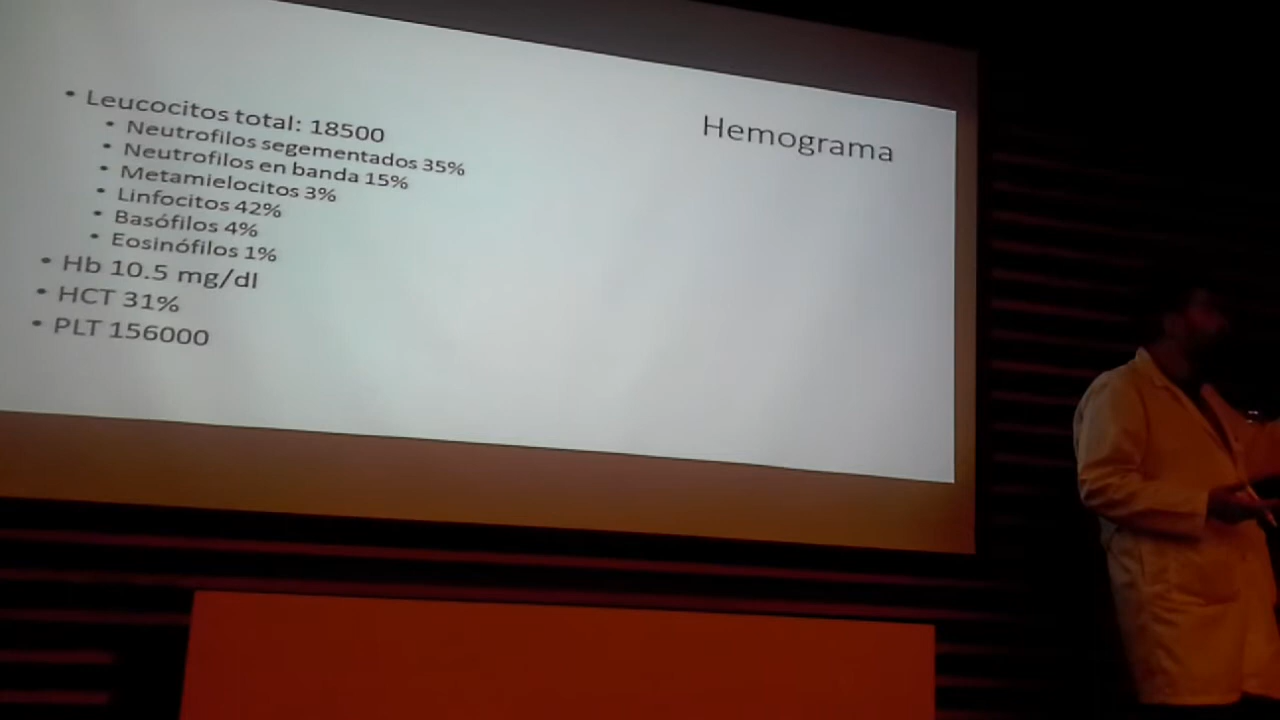 Hemograma
• Leucocitos total: 18500
• Neutrofilos segementados 35%
• Neutrofilos en banda 15%
• Metamielocitos 3%
• Linfocitos 42%
• Basófilos 4%
• Eosinófilos 1%
• Hb 10.5 mg/dl
• HCT 31%
• PLT 156000